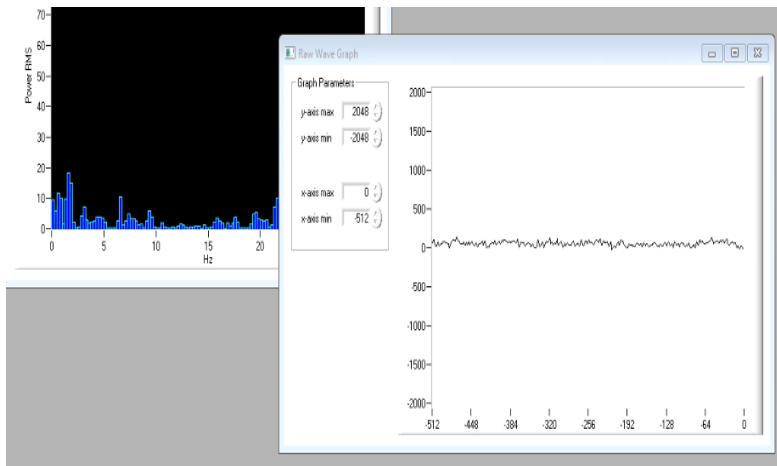 70
Power RMS
50
40
30
20
10
0
0 5 10 15 20
Hz
Raw Wave Graph
Graph Parameters
y-axis max 2048
y-axis min -2048
x-axis max 0
x-axis min -512
2000
1500
1000
500
0
-500
-1000
-1500
-2000
-512 -448 -384 -320 -256 -192 -128 -64 0